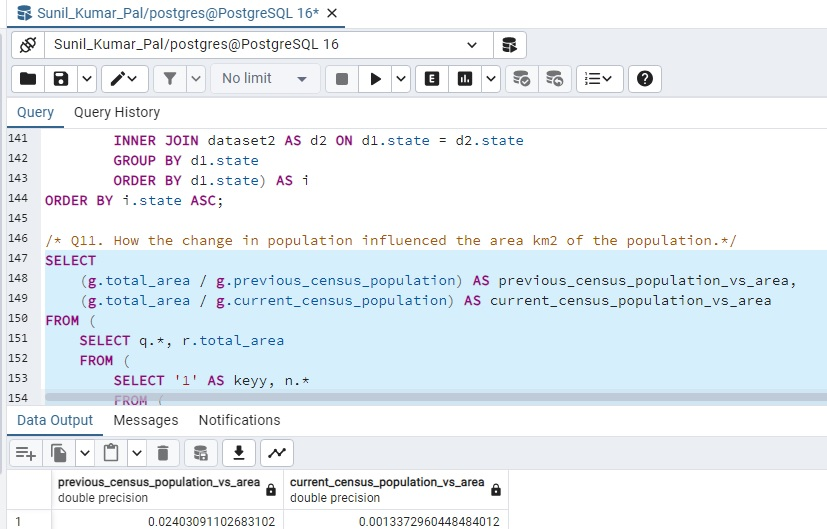 Sunil_Kumar_Pal/postgres@PostgreSQL 16*
Sunil_Kumar_Pal/postgres@PostgreSQL 16
No limit
E
Query Query History
141 INNER JOIN dataset2 AS d2 ON d1.state = d2.state
142 GROUP BY d1.state
143 ORDER BY d1.state) AS i
144 ORDER BY i.state ASC;
145
146 /* Q11. How the change in population influenced the area km2 of the population.*/
147 SELECT
148 (g.total_area / g.previous_census_population) AS previous_census_population_vs_area,
149 (g.total_area / g.current_census_population) AS current_census_population_vs_area
150 FROM (
151 SELECT q.*, r.total_area
152 FROM (
153 SELECT '1' AS keyy, n.*
154 FROM (
Data Output Messages Notifications
previous_census_population_vs_area current_census_population_vs_area
double precision double precision
1 0.02403091102683102 0.0013372960448484012